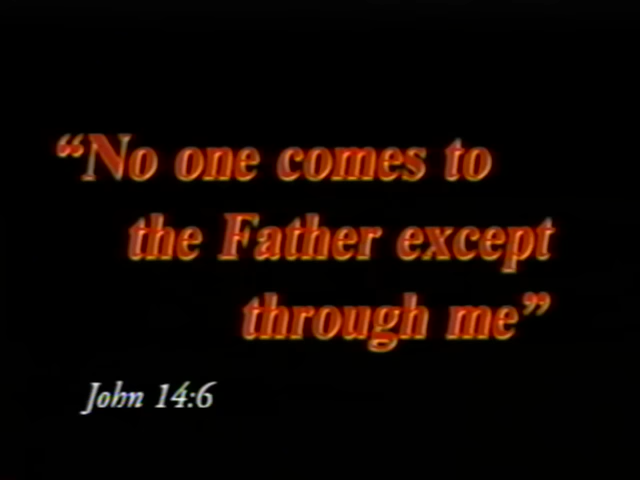 “No one comes to
the Father except
through me”
John 14:6